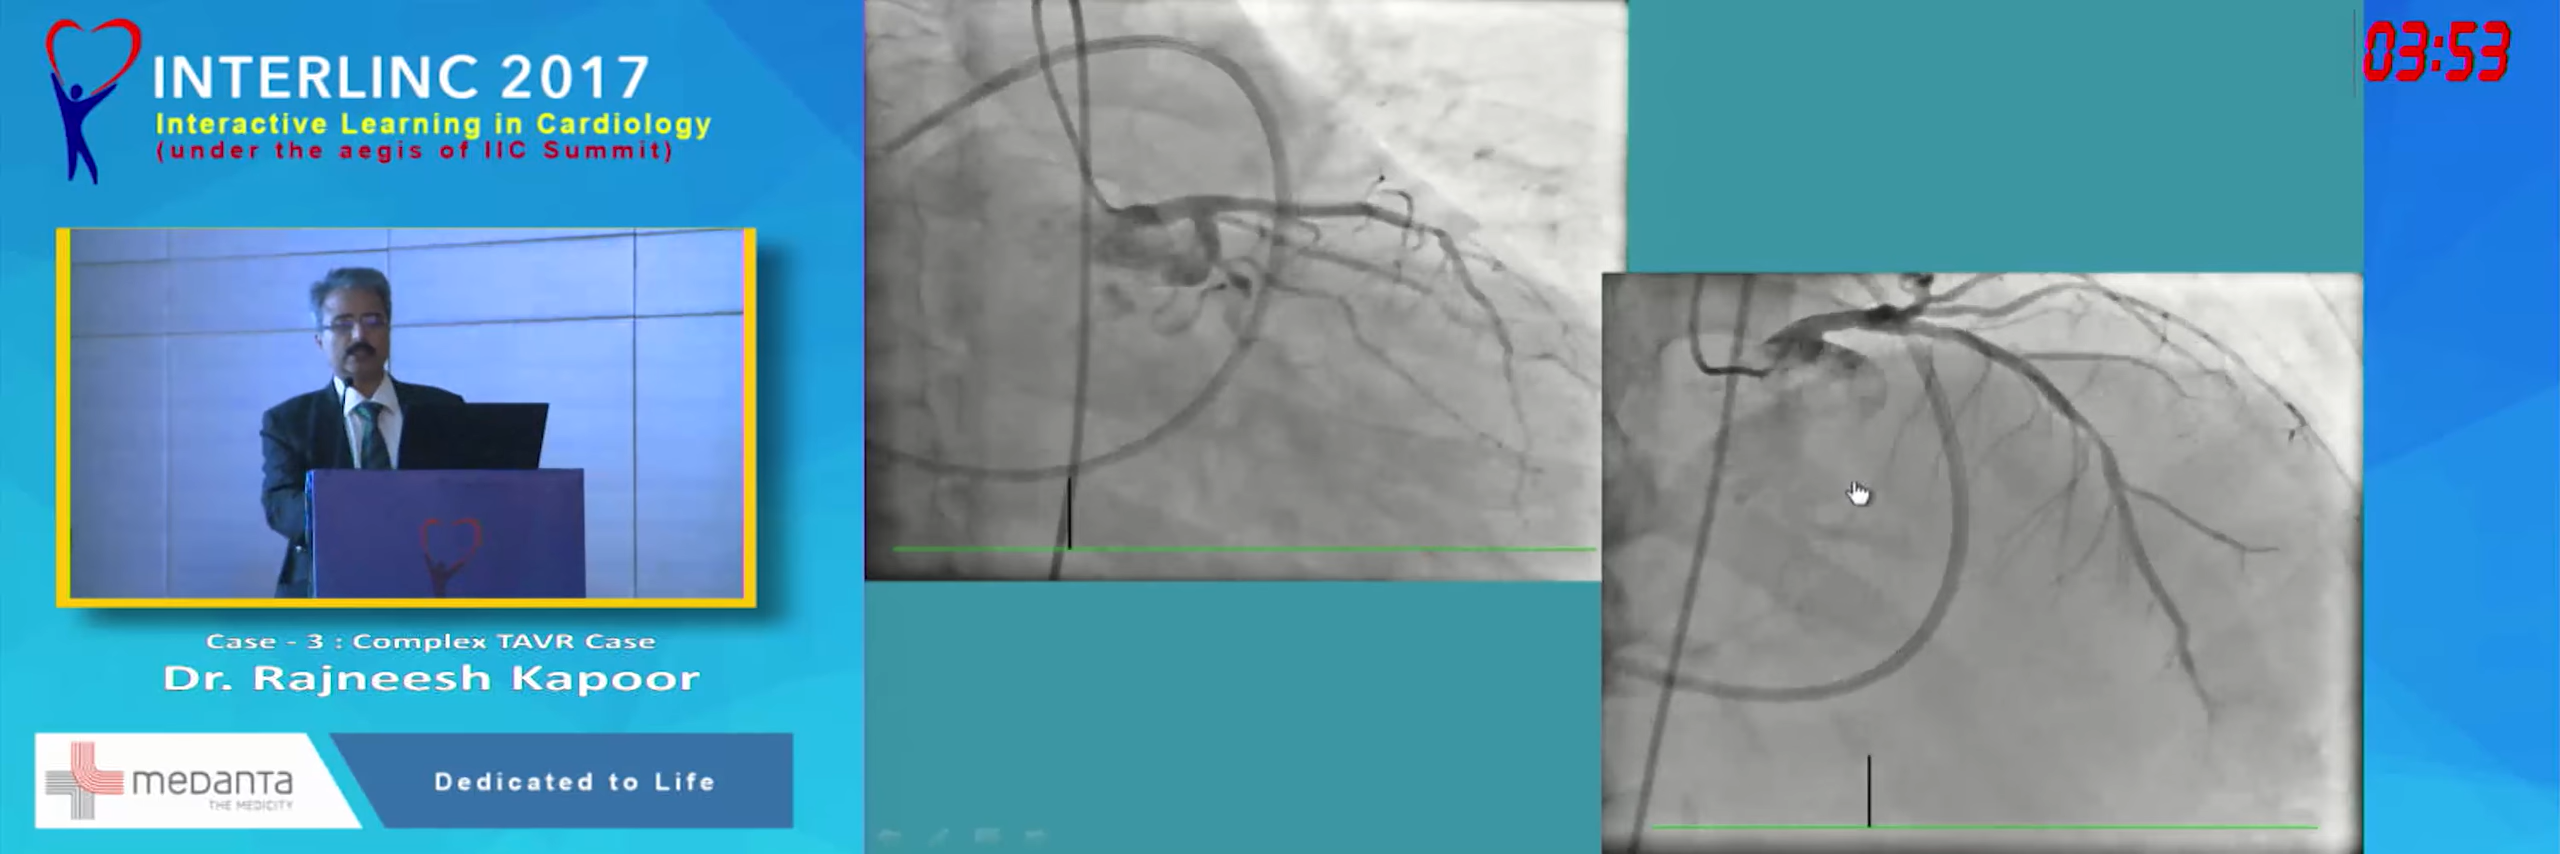 INTERLINC 2017
Interactive Learning in Cardiology
(under the aegis of IIC Summit)
03:53
Case - 3 : Complex TAVR Case
Dr. Rajneesh Kapoor
meDANTA
THE MEDICITY
Dedicated to Life